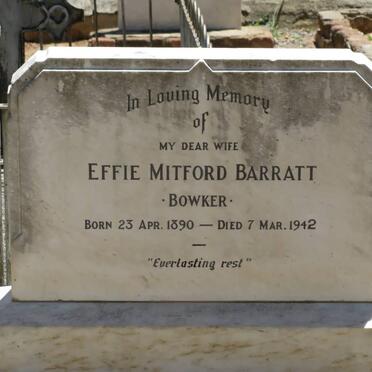 In Loving Memory
of
MY DEAR WIFE
EFFIE MITFORD BARRATT
·BOWKER·
BORN 23 APR. 1890 — DIED 7 MAR. 1942
—
"Everlasting rest"